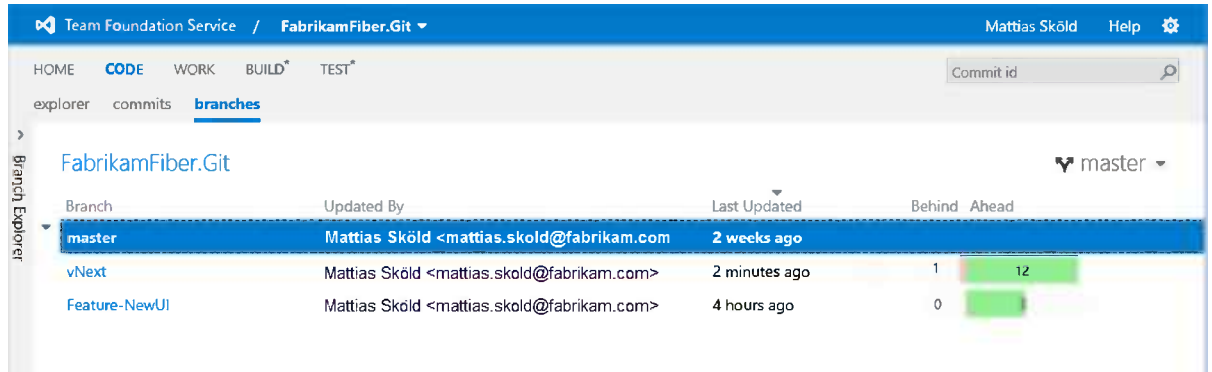 Team Foundation Service / FabrikamFiber.Git Mattias Sköld Help
HOME CODE WORK BUILD* TEST* Commit id
explorer commits branches
Branch Explorer
FabrikamFiber.Git master
Branch Updated By Last Updated Behind Ahead
master Mattias Sköld <mattias.skold@fabrikam.com 2 weeks ago
vNext Mattias Sköld <mattias.skold@fabrikam.com> 2 minutes ago 1 12
Feature-NewUI Mattias Sköld <mattias.skold@fabrikam.com> 4 hours ago 0